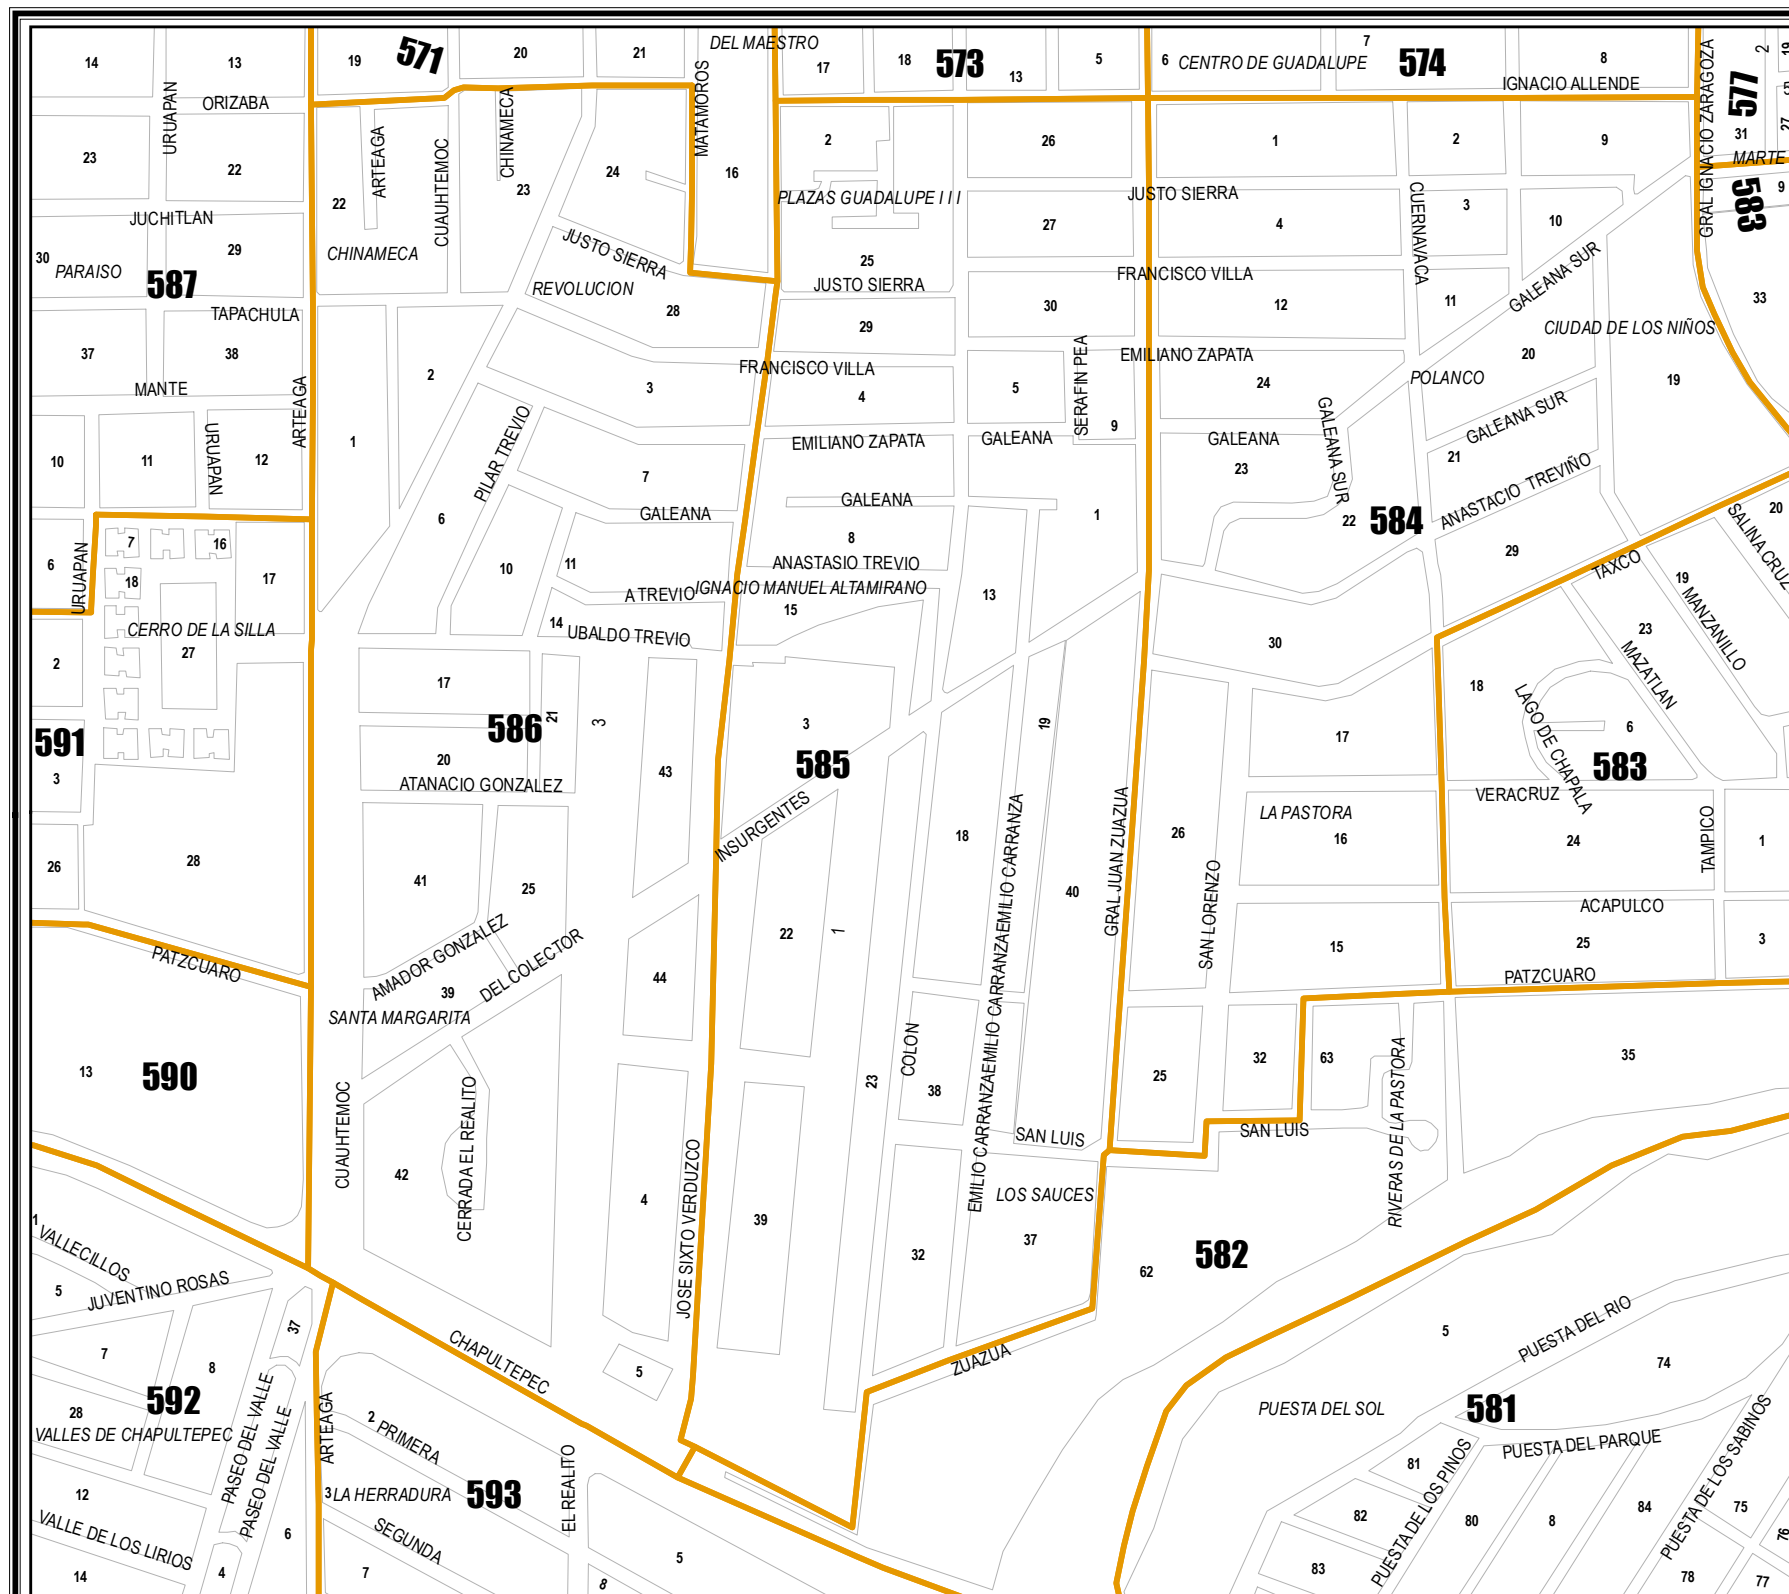 571
DEL MAESTRO
573
574
577
14
13
19
20
21
17
18
13
5
6
7
CENTRO DE GUADALUPE
8
2
19
5
27
31
URUAPAN
ORIZABA
CHINAMECA
MATAMOROS
IGNACIO ALLENDE
GRAL IGNACIO ZARAGOZA
MARTE
583
9
23
22
22
ARTEAGA
CUAUHTEMOC
23
24
16
2
26
1
2
9
PLAZAS GUADALUPE I I I
JUSTO SIERRA
CUERNAVACA
3
10
JUCHITLAN
29
30
PARAISO
587
CHINAMECA
JUSTO SIERRA
REVOLUCION
28
25
JUSTO SIERRA
27
4
FRANCISCO VILLA
GALEANA SUR
33
TAPACHULA
37
38
MANTE
2
29
30
12
11
CIUDAD DE LOS NIÑOS
20
19
EMILIANO ZAPATA
POLANCO
FRANCISCO VILLA
SERAFIN PEA
3
4
5
9
24
ARTEAGA
1
PILAR TREVIO
EMILIANO ZAPATA
GALEANA
GALEANA
GALEANA SUR
GALEANA SUR
10
11
URUAPAN
12
7
23
21
ANASTACIO TREVIÑO
6
GALEANA
GALEANA
8
1
22
584
29
TAXCO
20
SALINA CRUZ
6
URUAPAN
7
16
18
17
10
11
ANASTASIO TREVIO
IGNACIO MANUEL ALTAMIRANO
A TREVIO
15
13
19
MANZANILLO
CERRO DE LA SILLA
27
14
UBALDO TREVIO
30
23
MAZATLAN
2
591
3
17
586
21
3
20
ATANACIO GONZALEZ
43
3
585
19
18
LAGO DE CHAPALA
6
583
17
VERACRUZ
INSURGENTES
26
28
41
25
18
GRAL JUAN ZUAZUA
26
LA PASTORA
16
24
TAMPICO
1
40
SAN LORENZO
ACAPULCO
PATZCUARO
AMADOR GONZALEZ
DEL COLECTOR
39
SANTA MARGARITA
44
22
1
EMILIO CARRANZAEMILIO CARRANZAEMILIO CARRANZA
15
25
3
PATZCUARO
13
590
CUAUHTEMOC
CERRADA EL REALITO
23
COLON
38
25
32
63
RIVERAS DE LA PASTORA
35
SAN LUIS
SAN LUIS
42
4
JOSE SIXTO VERDUZCO
39
LOS SAUCES
37
32
62
582
VALLECILLOS
5
JUVENTINO ROSAS
37
7
8
592
28
VALLES DE CHAPULTEPEC
PASEO DEL VALLE
PASEO DEL VALLE
ARTEAGA
CHAPULTEPEC
5
ZUAZUA
5
PUESTA DEL RIO
74
PUESTA DEL SOL
581
PUESTA DEL PARQUE
PUESTA DE LOS SABINOS
2
PRIMERA
3
LA HERRADURA
593
EL REALITO
SEGUNDA
12
VALLE DE LOS LIRIOS
14
4
6
7
8
5
81
PUESTA DE LOS PINOS
82
83
80
8
84
75
76
78
77